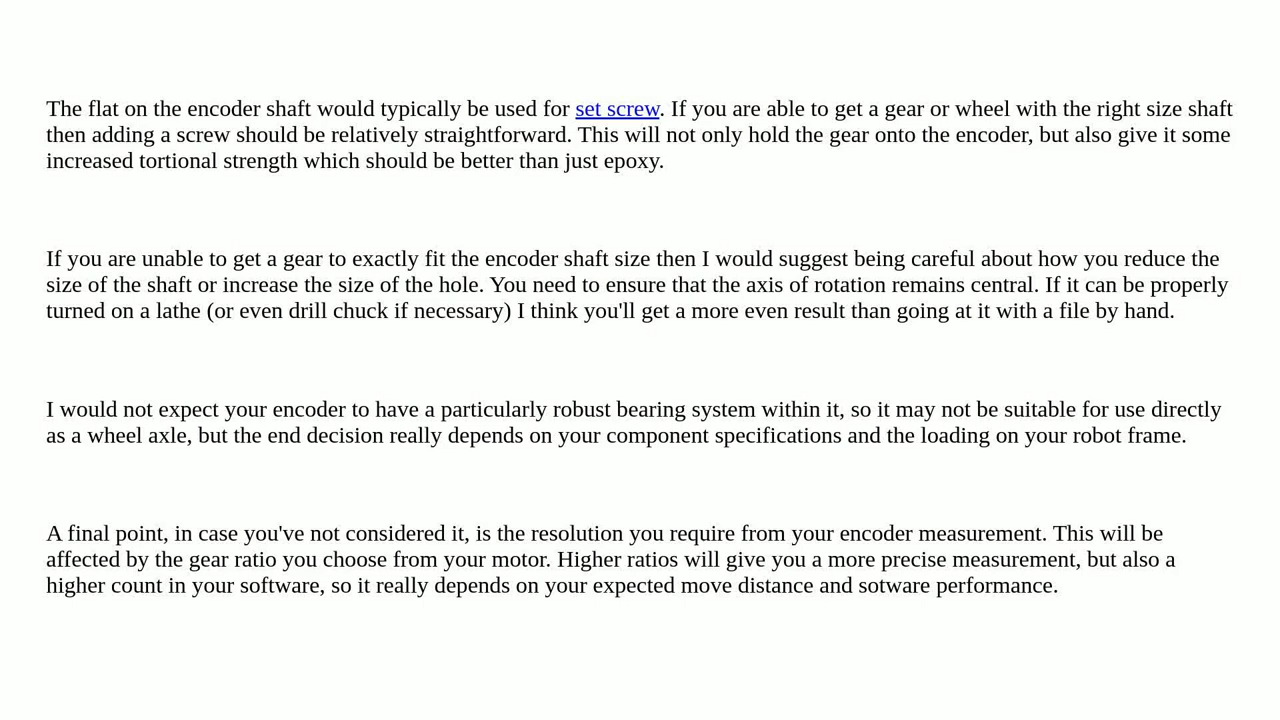 The flat on the encoder shaft would typically be used for set screw. If you are able to get a gear or wheel with the right size shaft
then adding a screw should be relatively straightforward. This will not only hold the gear onto the encoder, but also give it some
increased tortional strength which should be better than just epoxy.
If you are unable to get a gear to exactly fit the encoder shaft size then I would suggest being careful about how you reduce the
size of the shaft or increase the size of the hole. You need to ensure that the axis of rotation remains central. If it can be properly
turned on a lathe (or even drill chuck if necessary) I think you'll get a more even result than going at it with a file by hand.
I would not expect your encoder to have a particularly robust bearing system within it, so it may not be suitable for use directly
as a wheel axle, but the end decision really depends on your component specifications and the loading on your robot frame.
A final point, in case you've not considered it, is the resolution you require from your encoder measurement. This will be
affected by the gear ratio you choose from your motor. Higher ratios will give you a more precise measurement, but also a
higher count in your software, so it really depends on your expected move distance and sotware performance.